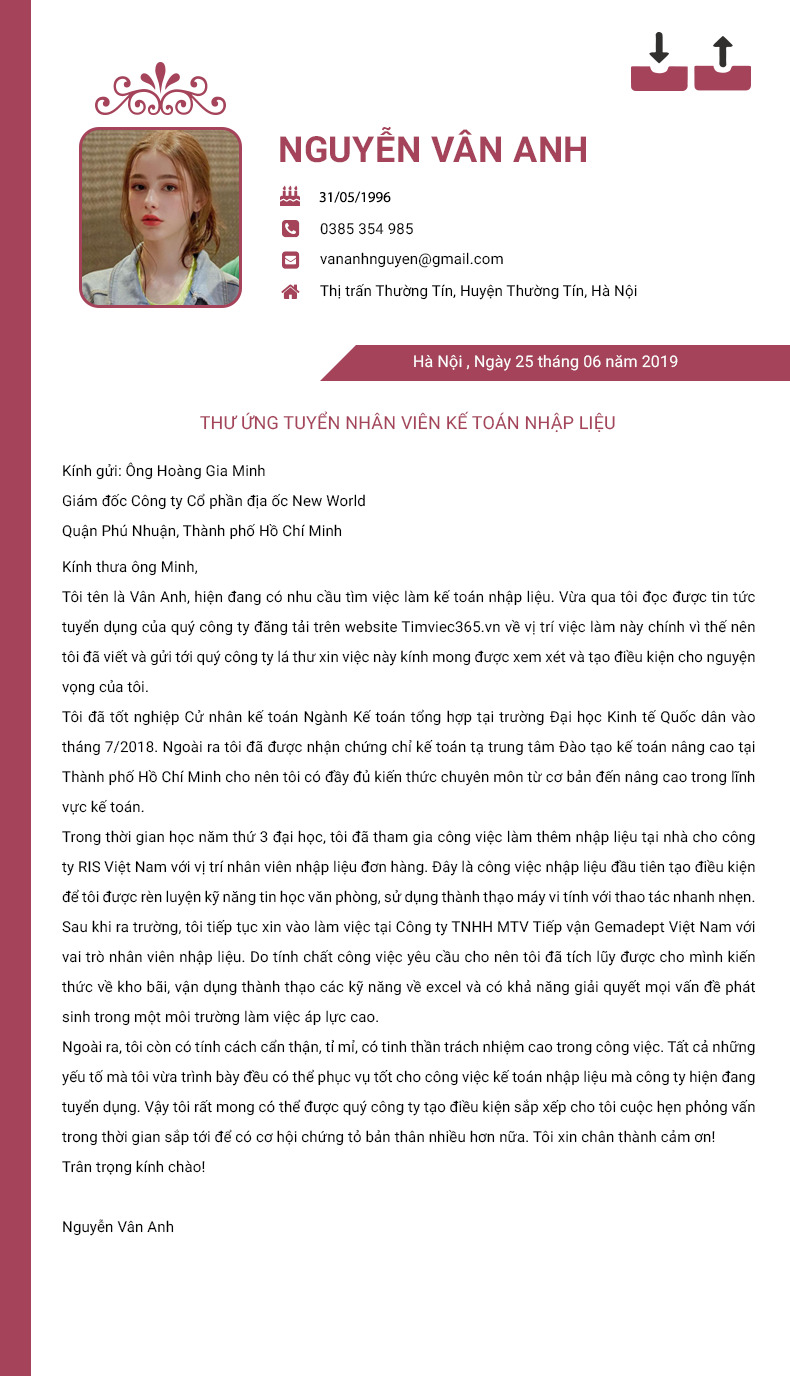 NGUYỄN VÂN ANH
31/05/1996
0385 354 985
vananhnguyen@gmail.com
Thị trấn Thường Tín, Huyện Thường Tín, Hà Nội
Hà Nội , Ngày 25 tháng 06 năm 2019
THƯ ỨNG TUYỂN NHÂN VIÊN KẾ TOÁN NHẬP LIỆU
Kính gửi: Ông Hoàng Gia Minh
Giám đốc Công ty Cổ phần địa ốc New World
Quận Phú Nhuận, Thành phố Hồ Chí Minh
Kính thưa ông Minh,
Tôi tên là Vân Anh, hiện đang có nhu cầu tìm việc làm kế toán nhập liệu. Vừa qua tôi đọc được tin tức
tuyển dụng của quý công ty đăng tải trên website Timviec365.vn về vị trí việc làm này chính vì thế nên
tôi đã viết và gửi tới quý công ty lá thư xin việc này kính mong được xem xét và tạo điều kiện cho nguyện
vọng của tôi.
Tôi đã tốt nghiệp Cử nhân kế toán Ngành Kế toán tổng hợp tại trường Đại học Kinh tế Quốc dân vào
tháng 7/2018. Ngoài ra tôi đã được nhận chứng chỉ kế toán tạ trung tâm Đào tạo kế toán nâng cao tại
Thành phố Hồ Chí Minh cho nên tôi có đầy đủ kiến thức chuyên môn từ cơ bản đến nâng cao trong lĩnh
vực kế toán.
Trong thời gian học năm thứ 3 đại học, tôi đã tham gia công việc làm thêm nhập liệu tại nhà cho công
ty RIS Việt Nam với vị trí nhân viên nhập liệu đơn hàng. Đây là công việc nhập liệu đầu tiên tạo điều kiện
để tôi được rèn luyện kỹ năng tin học văn phòng, sử dụng thành thạo máy vi tính với thao tác nhanh nhẹn.
Sau khi ra trường, tôi tiếp tục xin vào làm việc tại Công ty TNHH MTV Tiếp vận Gemadept Việt Nam với
vai trò nhân viên nhập liệu. Do tính chất công việc yêu cầu cho nên tôi đã tích lũy được cho mình kiến
thức về kho bãi, vận dụng thành thạo các kỹ năng về excel và có khả năng giải quyết mọi vấn đề phát
sinh trong một môi trường làm việc áp lực cao.
Ngoài ra, tôi còn có tính cách cẩn thận, tỉ mỉ, có tinh thần trách nhiệm cao trong công việc. Tất cả những
yếu tố mà tôi vừa trình bày đều có thể phục vụ tốt cho công việc kế toán nhập liệu mà công ty hiện đang
tuyển dụng. Vậy tôi rất mong có thể được quý công ty tạo điều kiện sắp xếp cho tôi cuộc hẹn phỏng vấn
trong thời gian sắp tới để có cơ hội chứng tỏ bản thân nhiều hơn nữa. Tôi xin chân thành cảm ơn!
Trân trọng kính chào!
Nguyễn Vân Anh